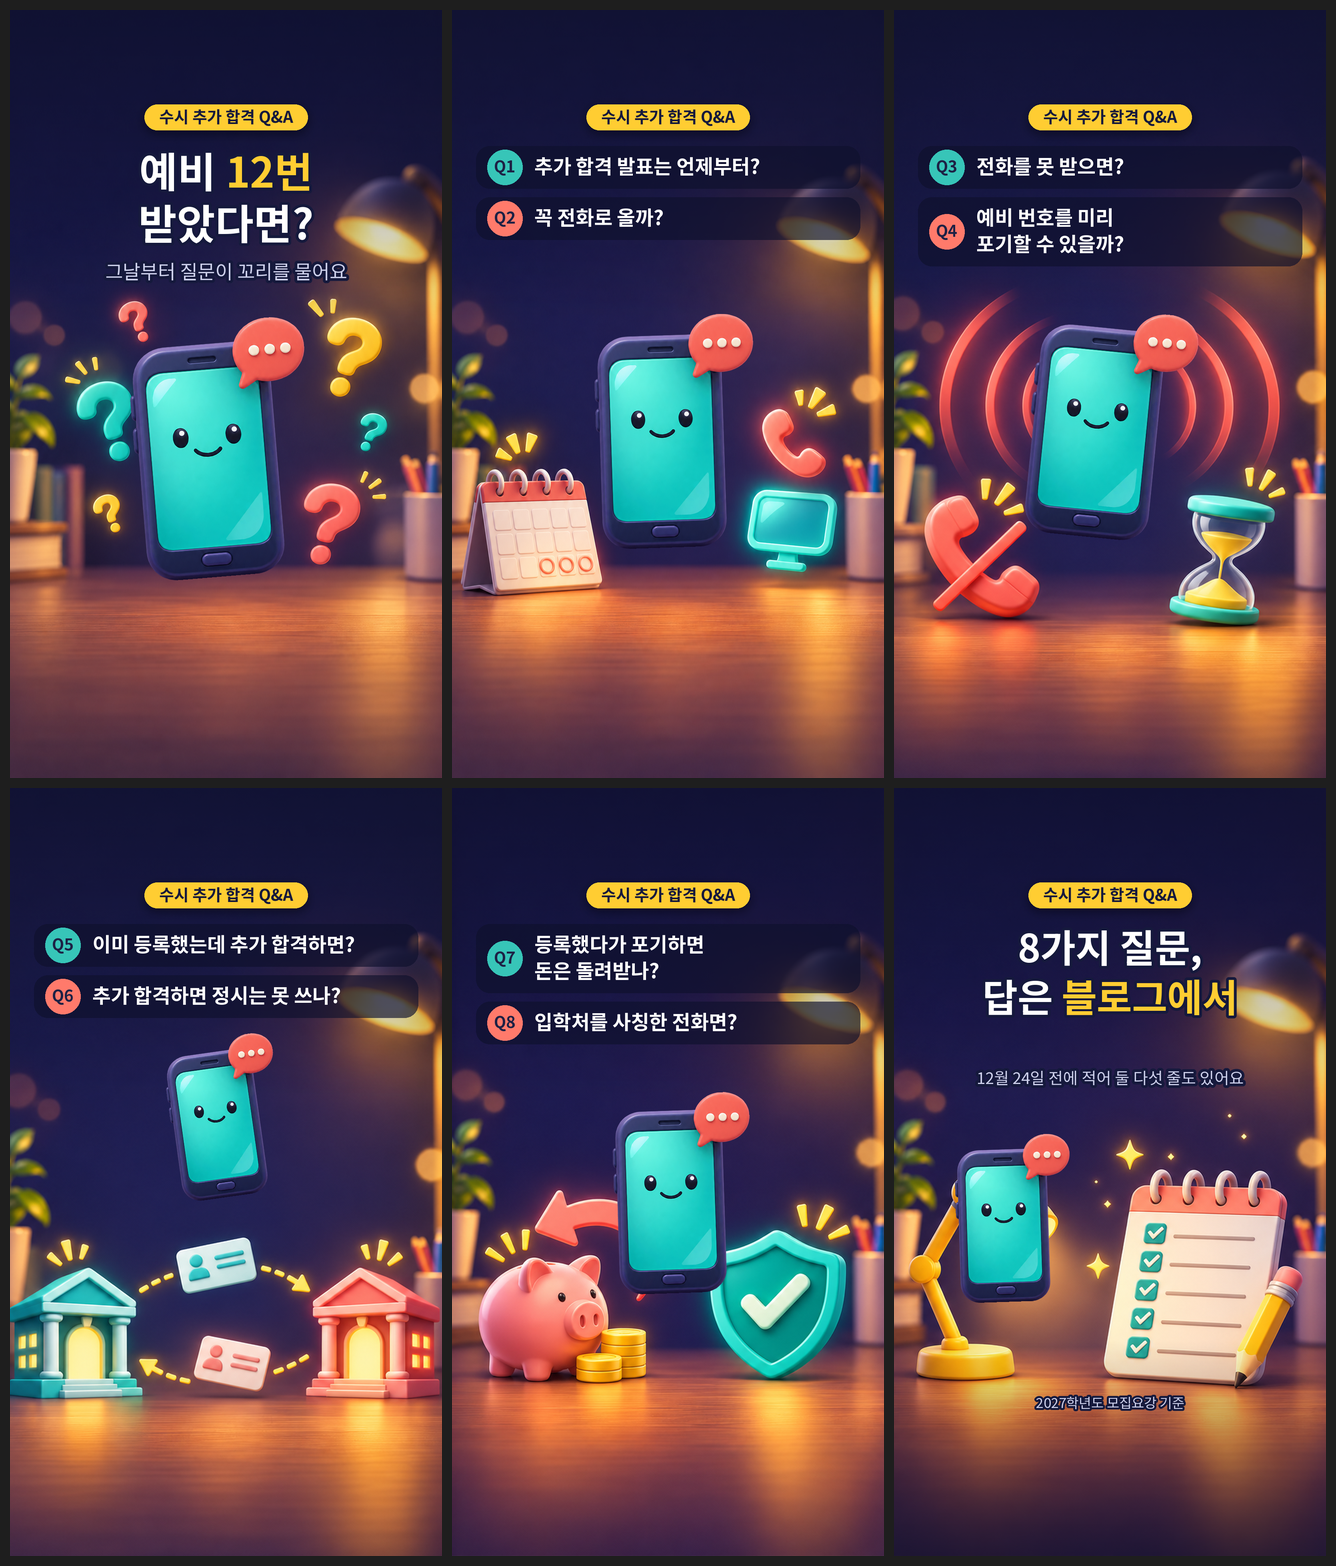 수시 추가 합격 Q&A
예비 12번
받았다면?
그날부터 질문이 꼬리를 물어요
수시 추가 합격 Q&A
Q1 추가 합격 발표는 언제부터?
Q2 꼭 전화로 올까?
수시 추가 합격 Q&A
Q3 전화를 못 받으면?
Q4 예비 번호를 미리
포기할 수 있을까?
수시 추가 합격 Q&A
Q5 이미 등록했는데 추가 합격하면?
Q6 추가 합격하면 정시는 못 쓰나?
수시 추가 합격 Q&A
Q7 등록했다가 포기하면
돈은 돌려받나?
Q8 입학처를 사칭한 전화면?
수시 추가 합격 Q&A
8가지 질문,
답은 블로그에서
12월 24일 전에 적어 둘 다섯 줄도 있어요
2027학년도 모집요강 기준